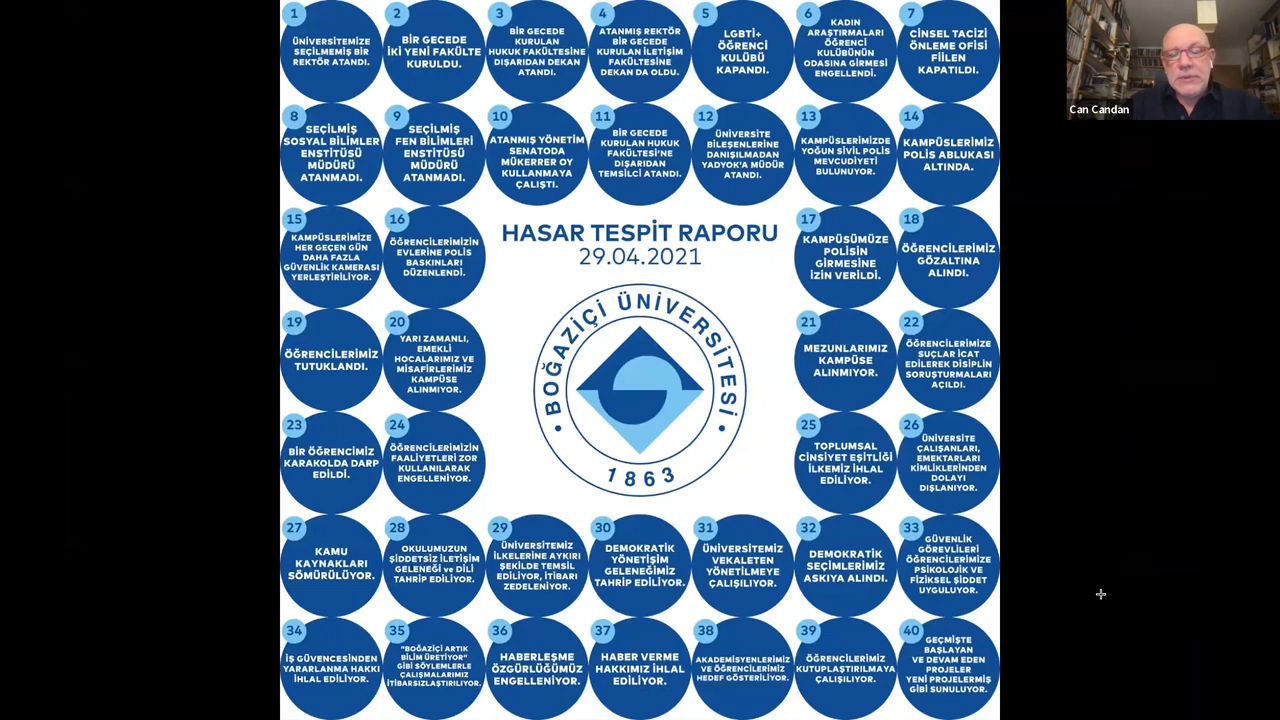 1
ÜNİVERSİTEMİZE
SEÇİLMEMİŞ BİR
REKTÖR ATANDI.
2
BİR GECEDE
İKİ YENİ FAKÜLTE
KURULDU.
3
BİR GECEDE
KURULAN
HUKUK FAKÜLTESİNE
DIŞARIDAN DEKAN
ATANDI.
4
ATANMIŞ REKTÖR
BİR GECEDE
KURULAN İLETİŞİM
FAKÜLTESİNE
DEKAN DA OLDU.
5
LGBTİ+
ÖĞRENCİ
KULÜBÜ
KAPANDI.
6
KADIN
ARAŞTIRMALARI
ÖĞRENCİ
KULÜBÜNÜN
ODASINA GİRMESİ
ENGELLENDİ.
7
CİNSEL TACİZİ
ÖNLEME OFİSİ
FİİLEN
KAPATILDI.
Can Candan
8
SEÇİLMİŞ
SOSYAL BİLİMLER
ENSTİTÜSÜ
MÜDÜRÜ
ATANMADI.
9
SEÇİLMİŞ
FEN BİLİMLERİ
ENSTİTÜSÜ
MÜDÜRÜ
ATANMADI.
10
ATANMIŞ YÖNETİM
SENATODA
MÜKERRER OY
KULLANMAYA
ÇALIŞTI.
11
BİR GECEDE
KURULAN HUKUK
FAKÜLTESİ'NE
DIŞARIDAN
TEMSİLCİ ATANDI.
12
ÜNİVERSİTE
BİLEŞENLERİNE
DANIŞILMADAN
YADYOK'A MÜDÜR
ATANDI.
13
KAMPÜSLERİMİZDE
YOĞUN SİVİL POLİS
MEVCUDİYETİ
BULUNUYOR.
14
KAMPÜSLERİMİZ
POLİS ABLUKASI
ALTINDA.
15
KAMPÜSLERİMİZE
HER GEÇEN GÜN
DAHA FAZLA
GÜVENLİK KAMERASI
YERLEŞTİRİLİYOR.
16
ÖĞRENCİLERİMİZİN
EVLERİNE POLİS
BASKINLARI
DÜZENLENDİ.
HASAR TESPİT RAPORU
29.04.2021
17
KAMPÜSÜMÜZE
POLİSİN
GİRMESİNE
İZİN VERİLDİ.
18
ÖĞRENCİLERİMİZ
GÖZALTINA
ALINDI.
19
ÖĞRENCİLERİMİZ
TUTUKLANDI.
20
YARI ZAMANLI,
EMEKLİ
HOCALARIMIZ VE
MİSAFİRLERİMİZ
KAMPÜSE
ALINMIYOR.
BOĞAZİÇİ ÜNİVERSİTESİ
1863
21
MEZUNLARIMIZ
KAMPÜSE
ALINMIYOR.
22
ÖĞRENCİLERİMİZE
SUÇLAR İCAT
EDİLEREK DİSİPLİN
SORUŞTURMALARI
AÇILDI.
23
BİR ÖĞRENCİMİZ
KARAKOLDA DARP
EDİLDİ.
24
ÖĞRENCİLERİMİZİN
FAALİYETLERİ ZOR
KULLANILARAK
ENGELLENİYOR.
25
TOPLUMSAL
CİNSİYET EŞİTLİĞİ
İLKEMİZ İHLAL
EDİLİYOR.
26
ÜNİVERSİTE
ÇALIŞANLARI,
EMEKTARLARI
KİMLİKLERİNDEN
DOLAYI
DIŞLANIYOR.
27
KAMU
KAYNAKLARI
SÖMÜRÜLÜYOR.
28
OKULUMUZUN
ŞİDDETSİZ İLETİŞİM
GELENEĞİ ve DİLİ
TAHRİP EDİLİYOR.
29
ÜNİVERSİTEMİZ
İLKELERİNE AYKIRI
ŞEKİLDE TEMSİL
EDİLİYOR, İTİBARI
ZEDELENİYOR.
30
DEMOKRATİK
YÖNETİŞİM
GELENEĞİMİZ
TAHRİP EDİLİYOR.
31
ÜNİVERSİTEMİZ
VEKALETEN
YÖNETİLMEYE
ÇALIŞILIYOR.
32
DEMOKRATİK
SEÇİMLERİMİZ
ASKIYA ALINDI.
33
GÜVENLİK
GÖREVLİLERİ
ÖĞRENCİLERİMİZE
PSİKOLOJİK VE
FİZİKSEL ŞİDDET
UYGULUYOR.
34
İŞ GÜVENCESİNDEN
YARARLANMA HAKKI
İHLAL EDİLİYOR.
35
"BOĞAZİÇİ ARTIK
BİLİM ÜRETİYOR"
GİBİ SÖYLEMLERLE
ÇALIŞMALARIMIZ
İTİBARSIZLAŞTIRILIYOR.
36
HABERLEŞME
ÖZGÜRLÜĞÜMÜZ
ENGELLENİYOR.
37
HABER VERME
HAKKIMIZ İHLAL
EDİLİYOR.
38
AKADEMİSYENLERİMİZ
VE ÖĞRENCİLERİMİZ
HEDEF GÖSTERİLİYOR.
39
ÖĞRENCİLERİMİZ
KUTUPLAŞTIRILMAYA
ÇALIŞILIYOR.
40
GEÇMİŞTE
BAŞLAYAN
VE DEVAM EDEN
PROJELER
YENİ PROJELERMİŞ
GİBİ SUNULUYOR.